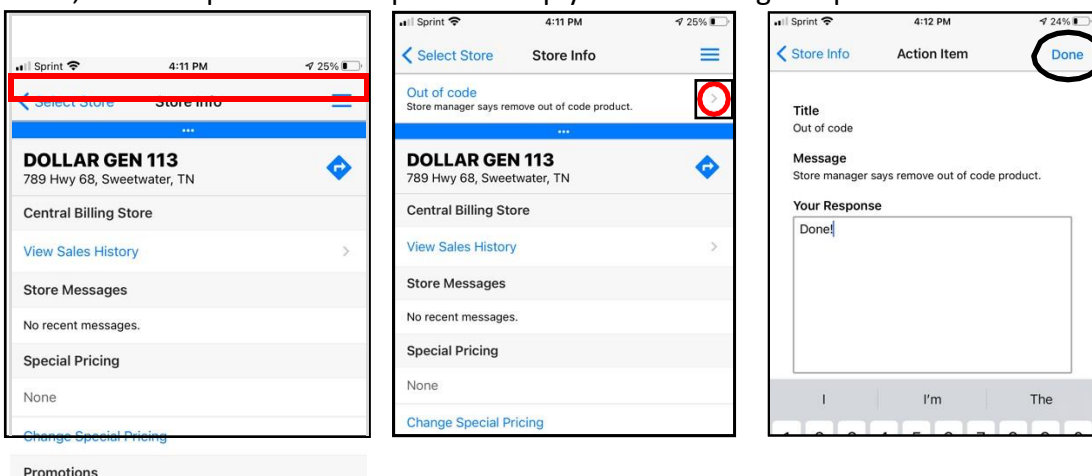 Sprint 4:11 PM 25%
Select Store Store Info
...
DOLLAR GEN 113
789 Hwy 68, Sweetwater, TN
Central Billing Store
View Sales History
Store Messages
No recent messages.
Special Pricing
None
Change Special Pricing
Promotions
Sprint 4:11 PM 25%
Select Store Store Info
Out of code
Store manager says remove out of code product.
...
DOLLAR GEN 113
789 Hwy 68, Sweetwater, TN
Central Billing Store
View Sales History
Store Messages
No recent messages.
Special Pricing
None
Change Special Pricing
Sprint 4:12 PM 24%
Store Info Action Item Done
Title
Out of code
Message
Store manager says remove out of code product.
Your Response
Done!
I I'm The